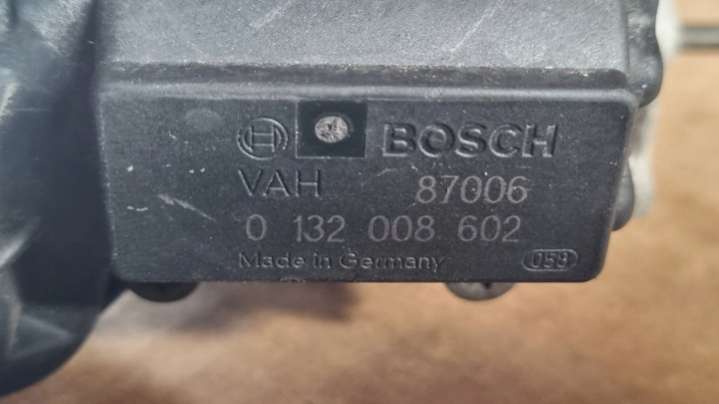 BOSCH
VAH 87006
0 132 008 602
Made in Germany 059